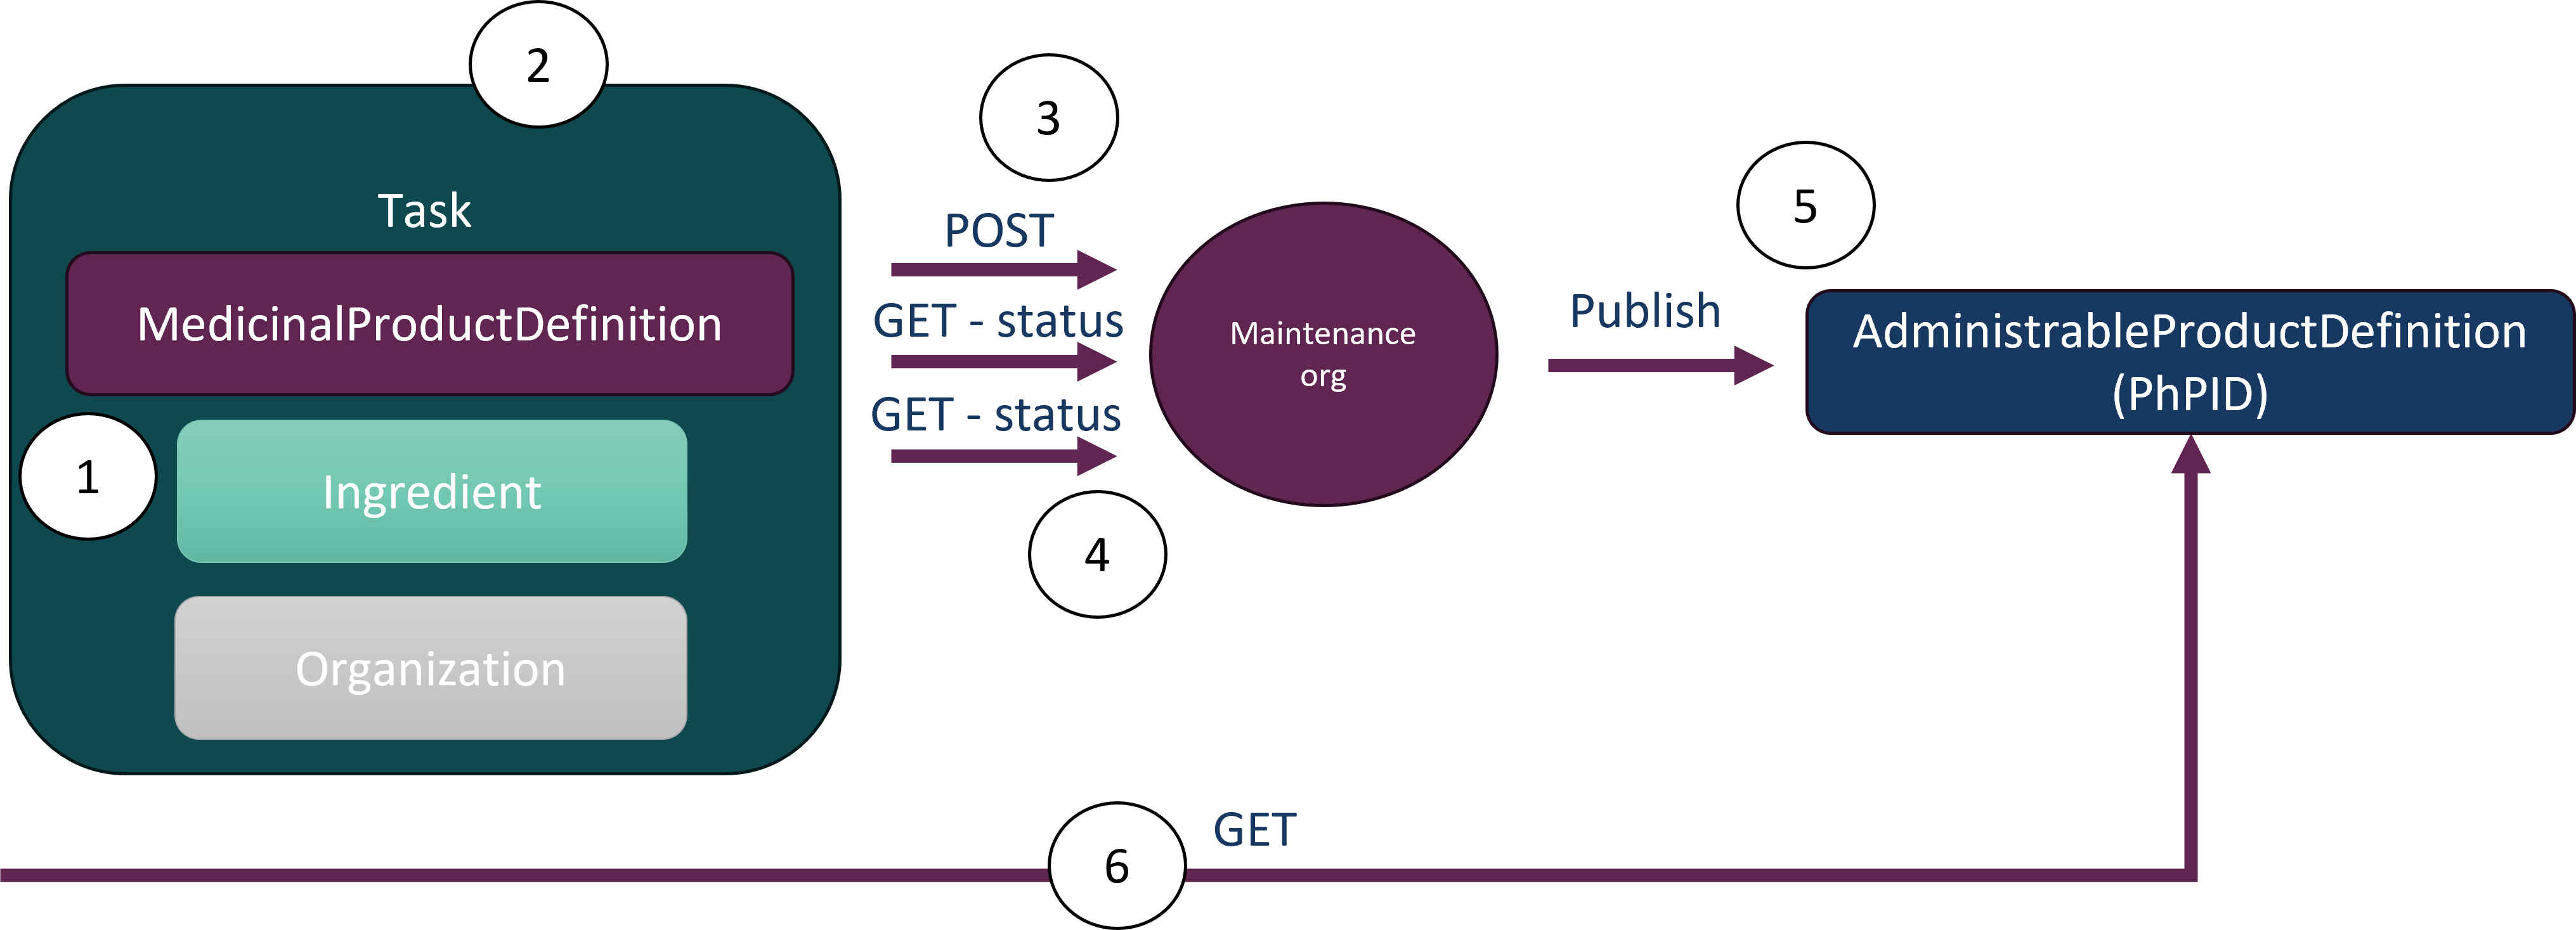 2
Task
MedicinalProductDefinition
1
Ingredient
Organization
3
POST
GET - status
GET - status
4
Maintenance
org
Publish
5
AdministrableProductDefinition
(PhPID)
6
GET